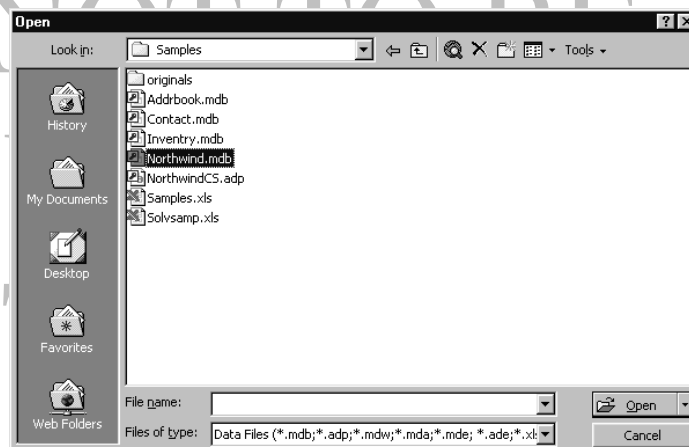 Open
Look in: Samples Tools
originals
Addrbook.mdb
Contact.mdb
Inventry.mdb
Northwind.mdb
NorthwindCS.adp
Samples.xls
Solvsamp.xls
History
My Documents
Desktop
Favorites
Web Folders
File name: Open
Files of type: Data Files (*.mdb;*.adp;*.mdw;*.mda;*.mde; *.ade;*.xl Cancel